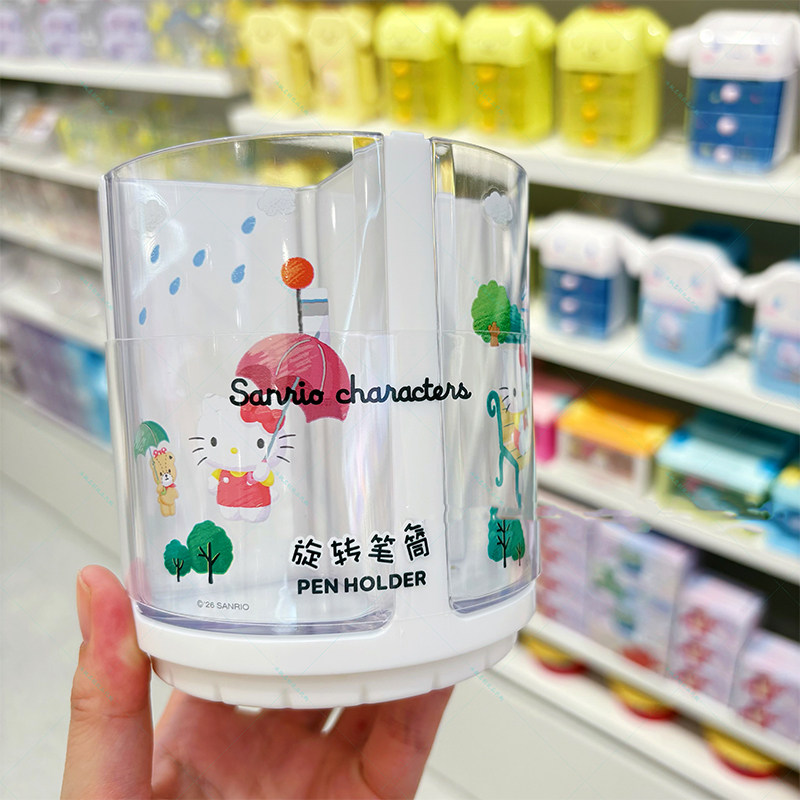 Sanrio characters
旋转笔筒
PEN HOLDER
©'26 SANRIO